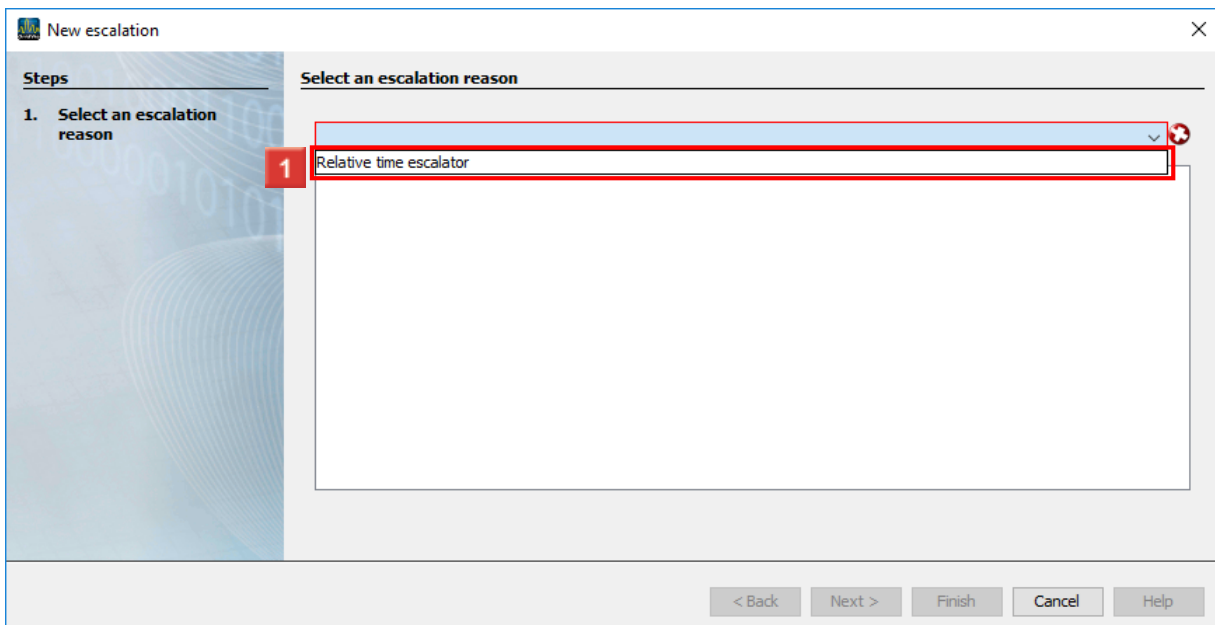 New escalation
Steps
1. Select an escalation
reason
Select an escalation reason
1
Relative time escalator
< Back
Next >
Finish
Cancel
Help